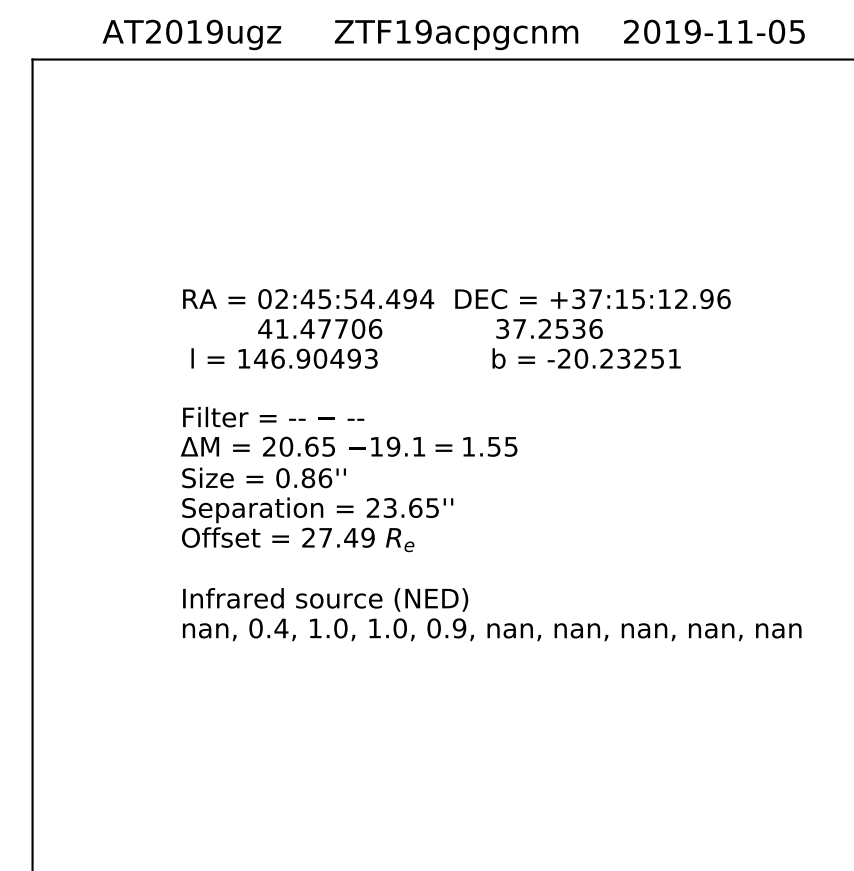 AT2019ugz ZTF19acpgcnm 2019-11-05
RA = 02:45:54.494 DEC = +37:15:12.96
41.47706 37.2536
l = 146.90493 b = -20.23251
Filter = -- − --
ΔM = 20.65 −19.1 = 1.55
Size = 0.86''
Separation = 23.65''
Offset = 27.49 Rₑ
Infrared source (NED)
nan, 0.4, 1.0, 1.0, 0.9, nan, nan, nan, nan, nan